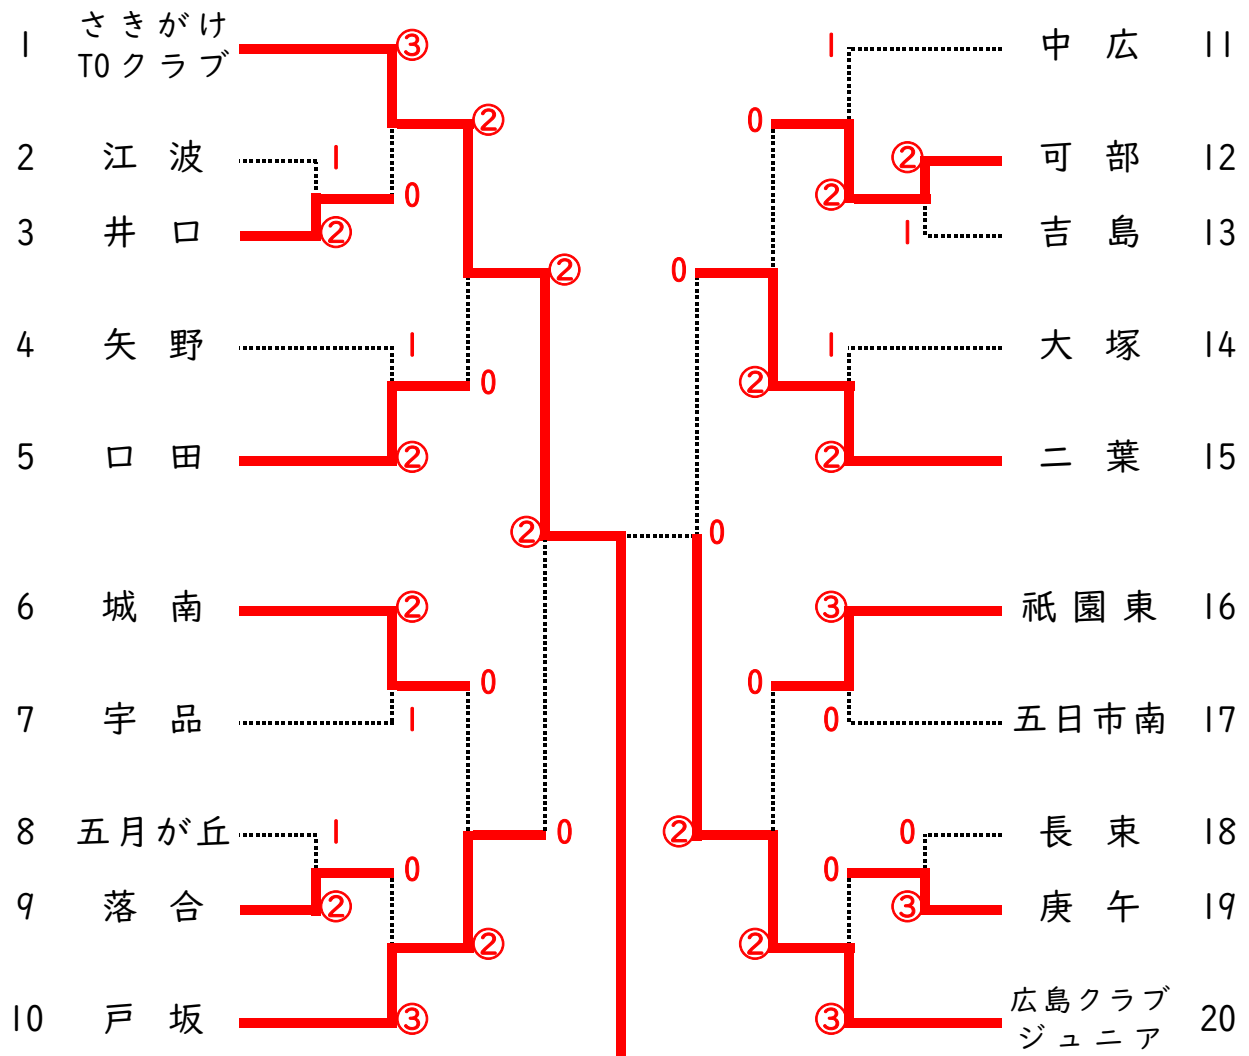 1 さきがけ
TOクラブ ③
②
2 江波 1
0
3 井口 ②
②
4 矢野 1
0
5 口田 ②
②
6 城南 ②
0
7 宇品 1
8 五月が丘 1
0
0
9 落合 ②
②
10 戸坂 ③
1 中広 11
0
② 可部 12
②
1 吉島 13
0
1 大塚 14
②
② 二葉 15
0
③ 祇園東 16
0
0 五日市南 17
②
0 長束 18
0
③ 庚午 19
②
③ 広島クラブ
ジュニア 20